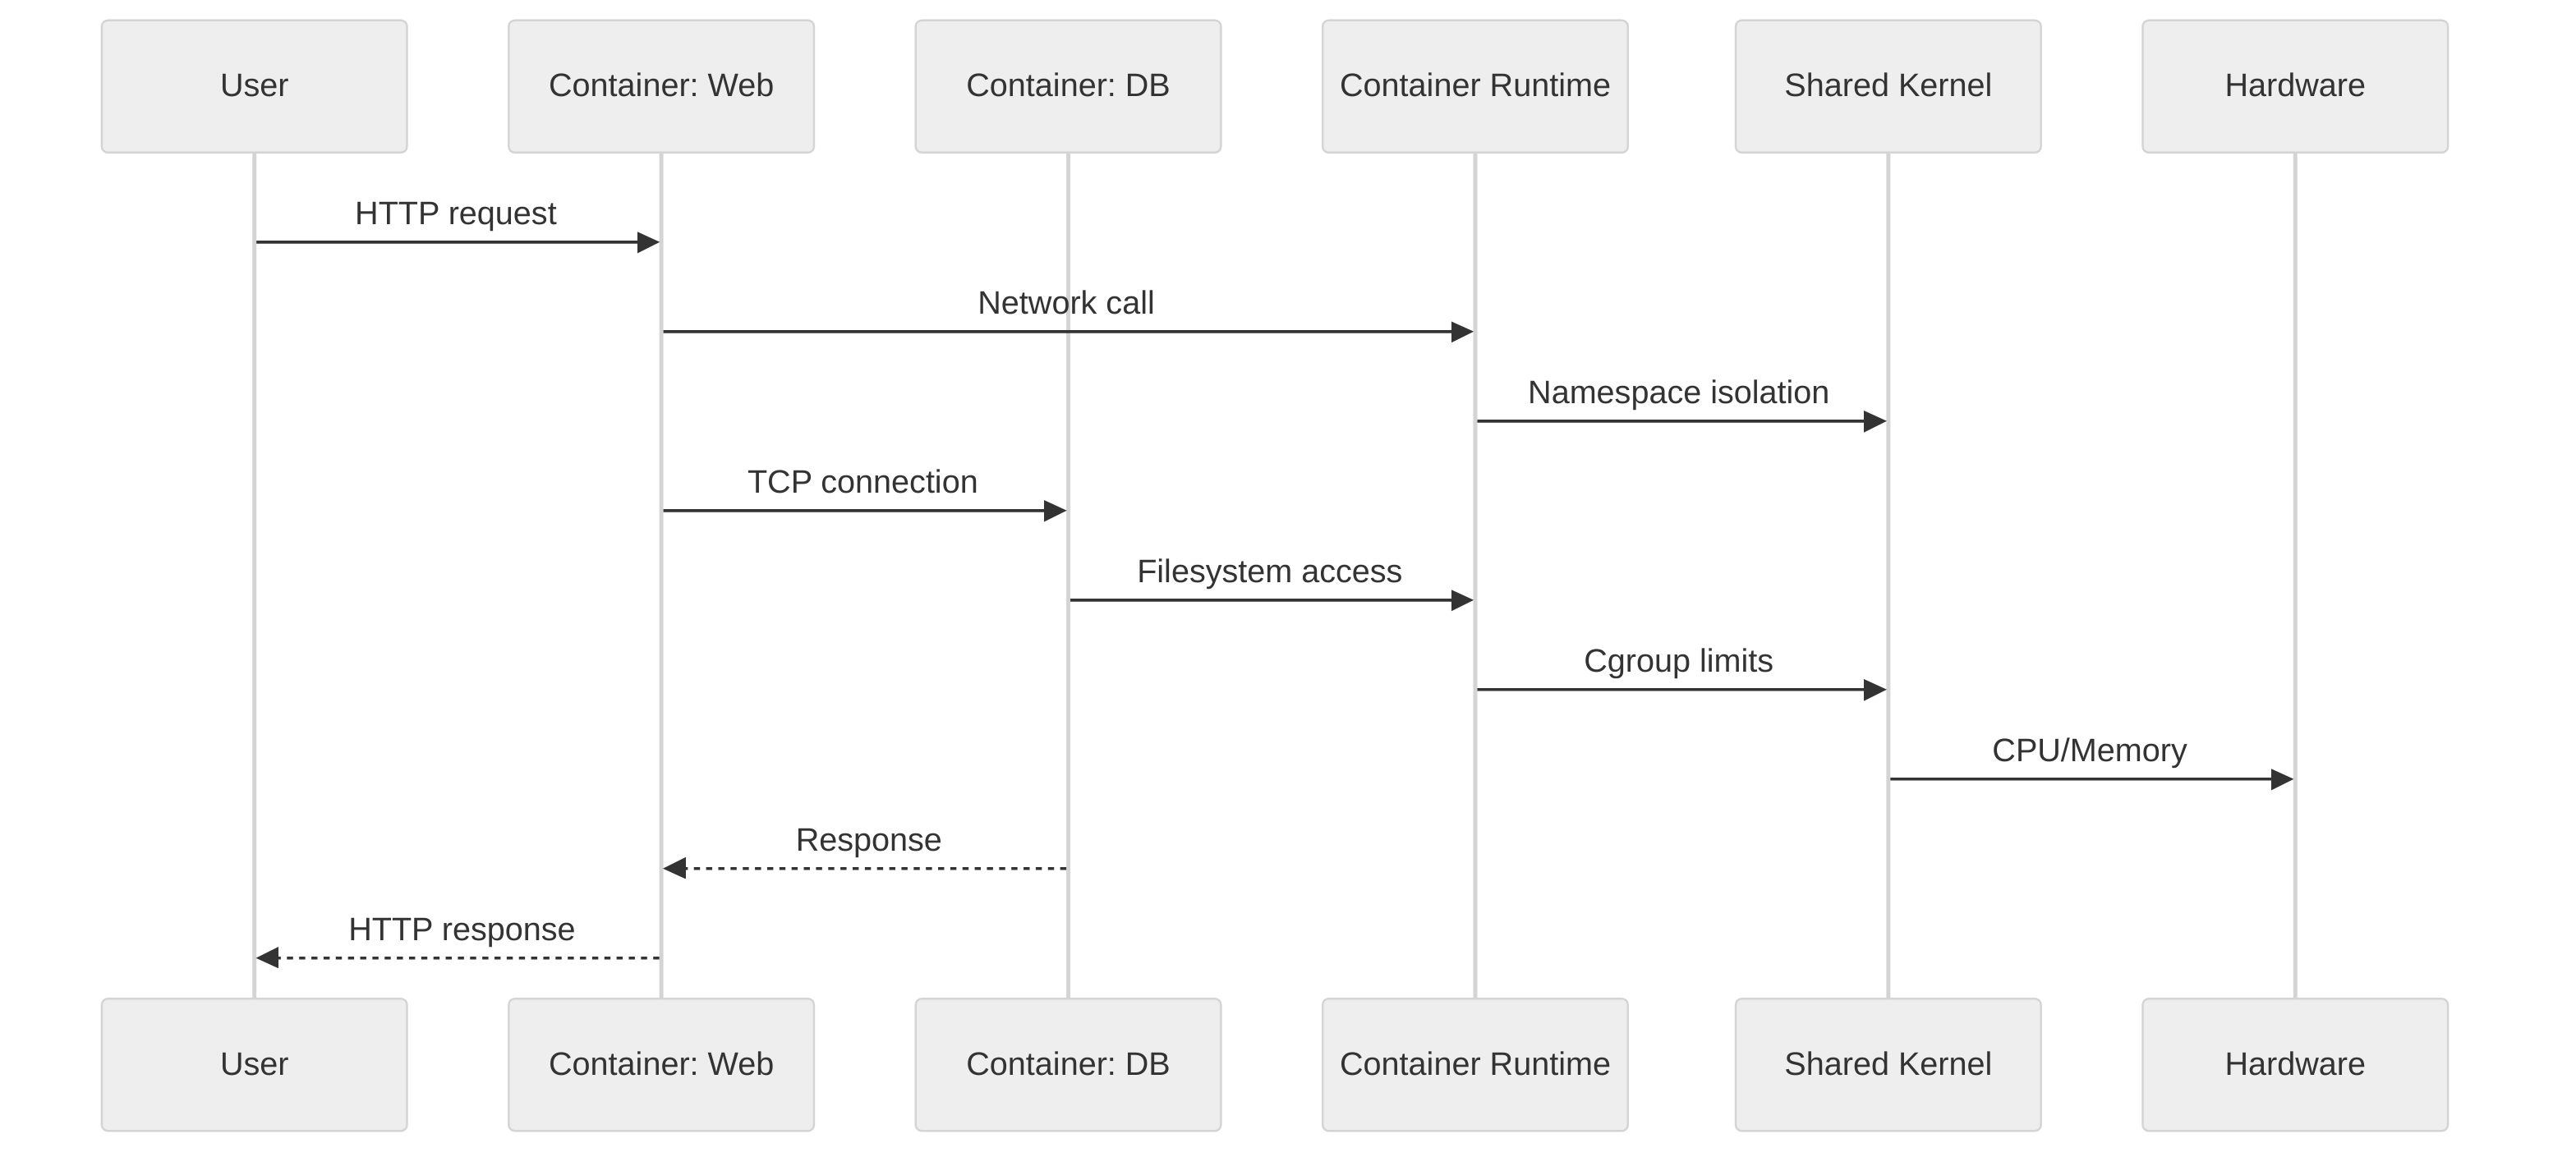 User
Container: Web
Container: DB
Container Runtime
Shared Kernel
Hardware
HTTP request
Network call
Namespace isolation
TCP connection
Filesystem access
Cgroup limits
CPU/Memory
Response
HTTP response
User
Container: Web
Container: DB
Container Runtime
Shared Kernel
Hardware